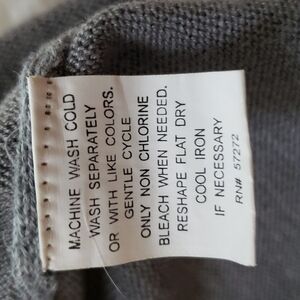 MACHINE WASH COLD
WASH SEPARATELY
OR WITH LIKE COLORS.
GENTLE CYCLE
ONLY NON CHLORINE
BLEACH WHEN NEEDED.
RESHAPE FLAT DRY
COOL IRON
IF NECESSARY
RN# 57272